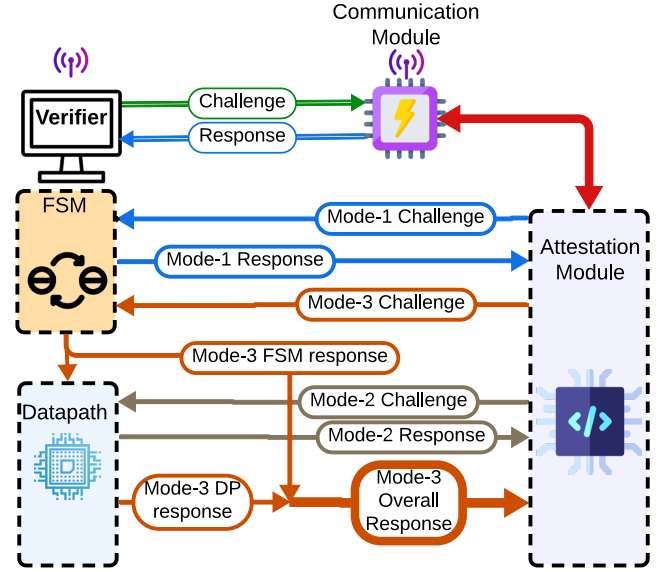 Communication
Module
Verifier
Challenge
Response
FSM
Mode-1 Challenge
Attestation
Module
Mode-1 Response
Mode-3 Challenge
Mode-3 FSM response
Datapath
Mode-2 Challenge
</>
Mode-2 Response
Mode-3 DP
response
Mode-3
Overall
Response